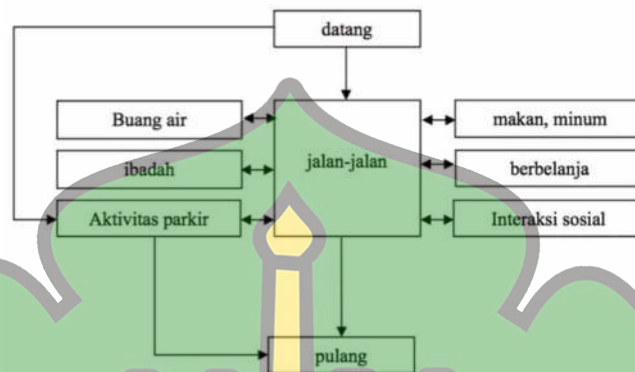 datang
Buang air
jalan-jalan
makan, minum
ibadah
berbelanja
Aktivitas parkir
Interaksi sosial
pulang